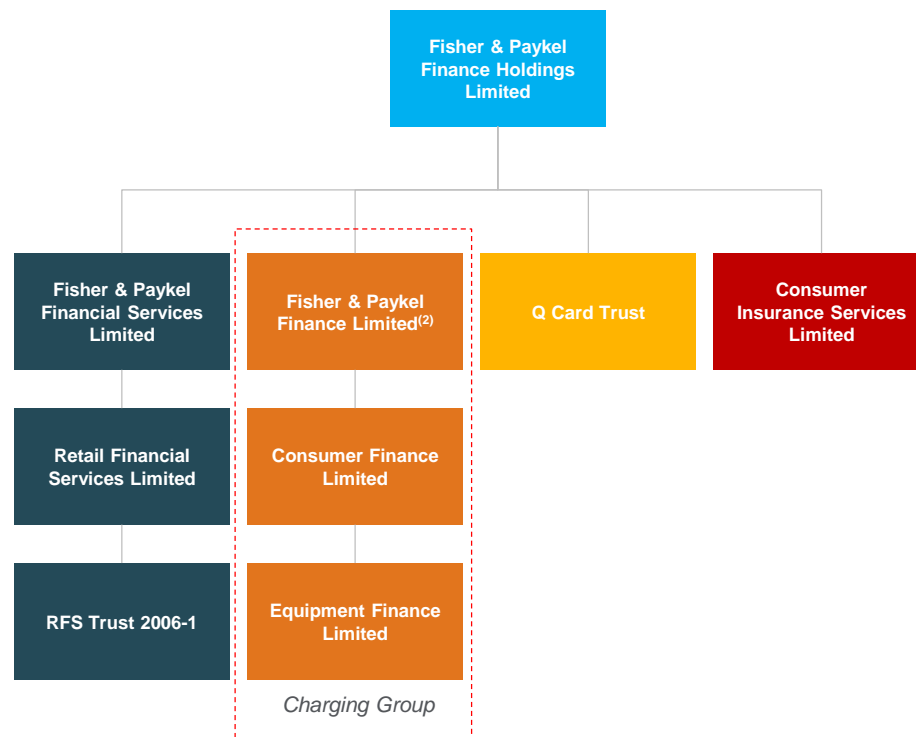 Fisher & Paykel
Finance Holdings
Limited
Fisher & Paykel
Financial Services
Limited
Fisher & Paykel
Finance Limited(2)
Q Card Trust
Consumer
Insurance Services
Limited
Retail Financial
Services Limited
Consumer Finance
Limited
RFS Trust 2006-1
Equipment Finance
Limited
Charging Group